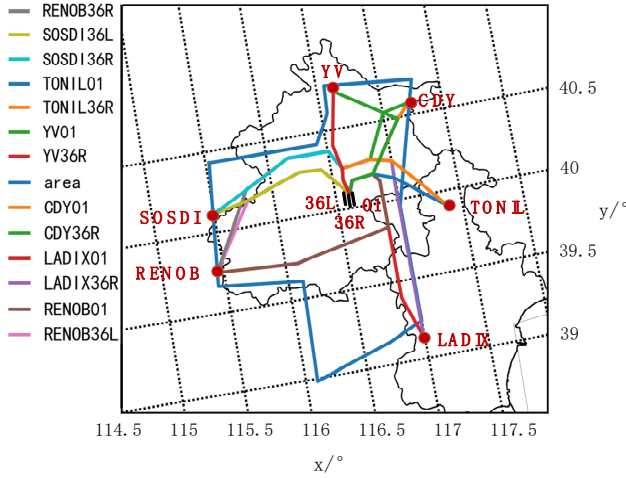 RENOB36R
SOSDI36L
SOSDI36R
TONIL01
TONIL36R
YV01
YV36R
area
CDY01
CDY36R
LADIX01
LADIX36R
RENOB01
RENOB36L
YV
CDY
SOSDI
36L 01
36R
TONIL
RENOB
LADIX
40.5
40
39.5
39
y/°
114.5 115 115.5 116 116.5 117 117.5
x/°